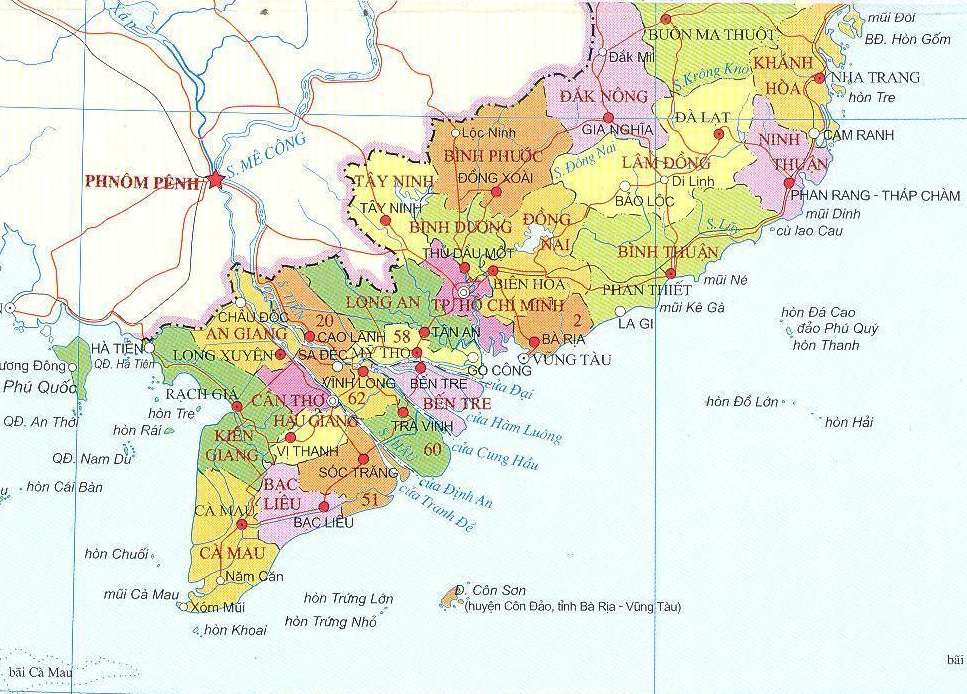 mũi Đôi
BUÔN MA THUỘT
BĐ. Hòn Gốm
Đắk Mil
KHÁNH
HÒA
S. Krông Knô
NHA TRANG
ĐẮK NÔNG
hòn Tre
ĐÀ LẠT
GIA NGHĨA
CAM RANH
Lộc Ninh
NINH
THUẬN
S. MÊ CÔNG
BÌNH PHƯỚC
S. Đồng Nai
LÂM ĐỒNG
PHNÔM PÊNH
TÂY NINH
ĐỒNG XOÀI
Di Linh
BẢO LỘC
PHAN RANG - THÁP CHÀM
TÂY NINH
mũi Dinh
BÌNH DƯƠNG
ĐỒNG
NAI
S. Lũy
cù lao Cau
THỦ DẦU MỘT
BÌNH THUẬN
BIÊN HÒA
PHAN THIẾT
mũi Né
LONG AN
TP. HỒ CHÍ MINH
mũi Kê Gà
CHÂU ĐỐC
LA GI
hòn Đá Cao
đảo Phú Quý
hòn Thanh
AN GIANG
20
CAO LÃNH
58
TÂN AN
2
BÀ RỊA
HÀ TIÊN
QĐ. Hà Tiên
LONG XUYÊN
SA ĐÉC
MỸ THO
GÒ CÔNG
VŨNG TÀU
ương Đông
Phú Quốc
VĨNH LONG
BẾN TRE
cửa Đại
RẠCH GIÁ
CẦN THƠ
62
BẾN TRE
hòn Đồ Lớn
hòn Tre
QĐ. An Thới
hòn Rái
HẬU GIANG
TRÀ VINH
cửa Hàm Luông
hòn Hải
KIÊN
GIANG
VỊ THANH
S. Hậu
60
cửa Cung Hầu
QĐ. Nam Du
SÓC TRĂNG
hòn Cái Bàn
BẠC
LIÊU
51
cửa Định An
cửa Tranh Đề
CÀ MAU
BẠC LIÊU
hòn Chuối
CÀ MAU
Năm Căn
mũi Cà Mau
Xóm Mũi
hòn Trứng Lớn
Đ. Côn Sơn
(huyện Côn Đảo, tỉnh Bà Rịa - Vũng Tàu)
hòn Khoai
hòn Trứng Nhỏ
bãi Cà Mau
bãi